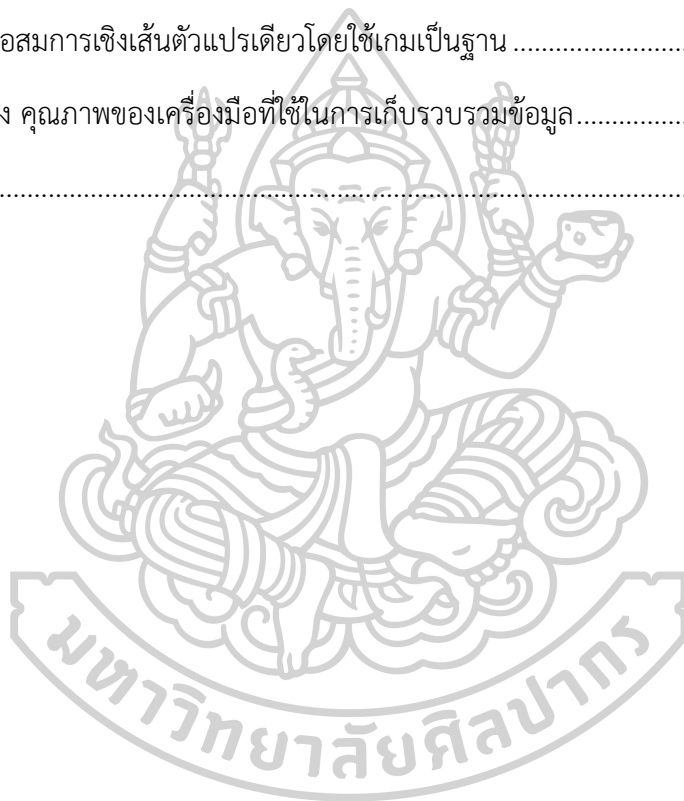 อสมการเชิงเส้นตัวแปรเดียวโดยใช้เกมเป็นฐาน ........................
ง คุณภาพของเครื่องมือที่ใช้ในการเก็บรวบรวมข้อมูล................
........................................................................................
มหาวิทยาลัยศิลปากร